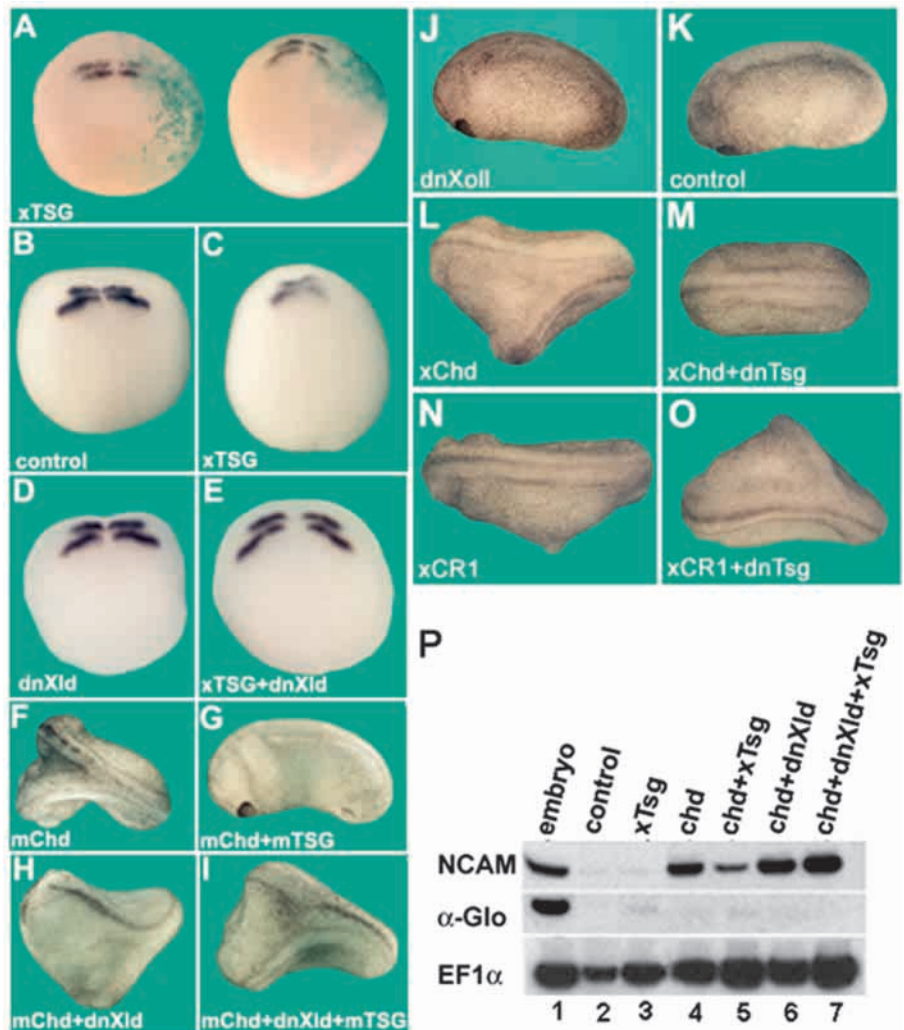 A
xTSG
B
control
C
xTSG
D
dnXld
E
xTSG+dnXld
F
mChd
G
mChd+mTSG
H
mChd+dnXld
I
mChd+dnXld+mTSG
J
dnXoll
K
control
L
xChd
M
xChd+dnTsg
N
xCR1
O
xCR1+dnTsg
P
embryo
control
xTsg
chd
chd+xTsg
chd+dnXld
chd+dnXld+xTsg
NCAM
α-Glo
EF1α
1 2 3 4 5 6 7